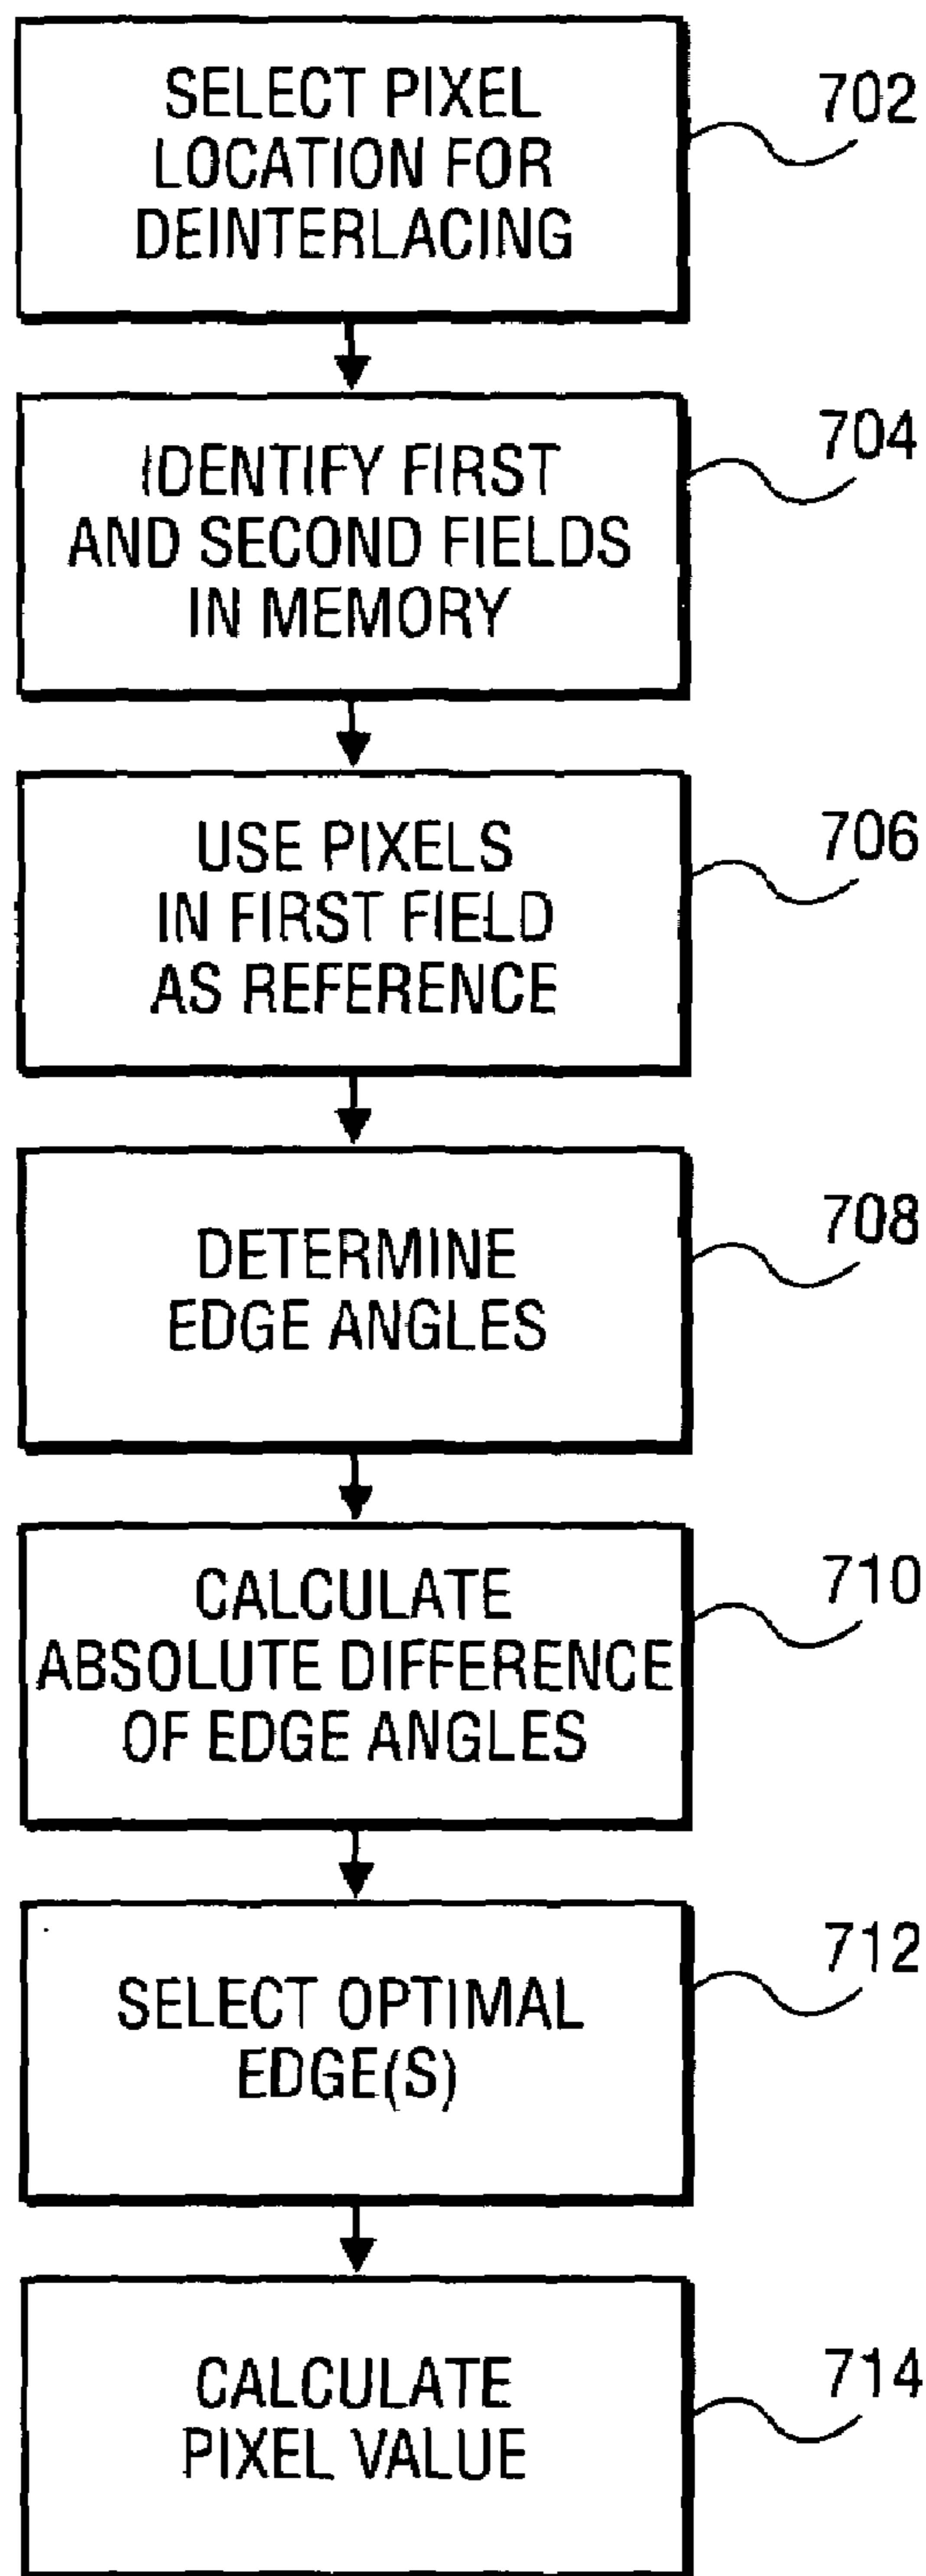 SELECT PIXEL
LOCATION FOR
DEINTERLACING
702
IDENTIFY FIRST
AND SECOND FIELDS
IN MEMORY
704
USE PIXELS
IN FIRST FIELD
AS REFERENCE
706
DETERMINE
EDGE ANGLES
708
CALCULATE
ABSOLUTE DIFFERENCE
OF EDGE ANGLES
710
SELECT OPTIMAL
EDGE(S)
712
CALCULATE
PIXEL VALUE
714